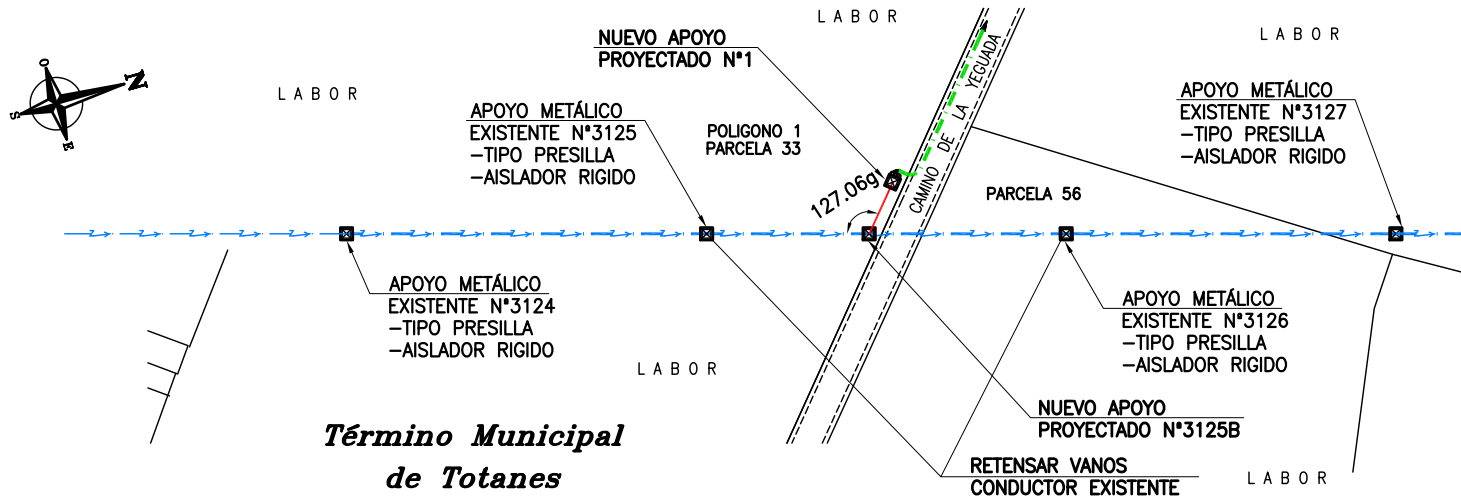 LABOR
LABOR
NUEVO APOYO
PROYECTADO Nº1
O
N
S
E
LABOR
APOYO METÁLICO
EXISTENTE Nº3125
-TIPO PRESILLA
-AISLADOR RIGIDO
POLIGONO 1
PARCELA 33
CAMINO DE LA YEGUADA
APOYO METÁLICO
EXISTENTE Nº3127
-TIPO PRESILLA
-AISLADOR RIGIDO
127.06g
PARCELA 56
APOYO METÁLICO
EXISTENTE Nº3124
-TIPO PRESILLA
-AISLADOR RIGIDO
APOYO METÁLICO
EXISTENTE Nº3126
-TIPO PRESILLA
-AISLADOR RIGIDO
LABOR
NUEVO APOYO
PROYECTADO Nº3125B
Término Municipal
de Totanes
RETENSAR VANOS
CONDUCTOR EXISTENTE
LABOR